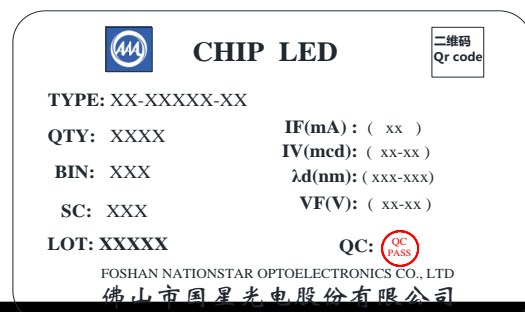 CHIP LED
二维码
Qr code
TYPE: XX-XXXXX-XX
QTY: XXXX
IF(mA) : ( xx )
IV(mcd): ( xx-xx )
BIN: XXX
λd(nm): ( xxx-xxx)
SC: XXX
VF(V): ( xx-xx )
LOT: XXXXX
QC:
QC
PASS
FOSHAN NATIONSTAR OPTOELECTRONICS CO., LTD
佛山市国星光电股份有限公司